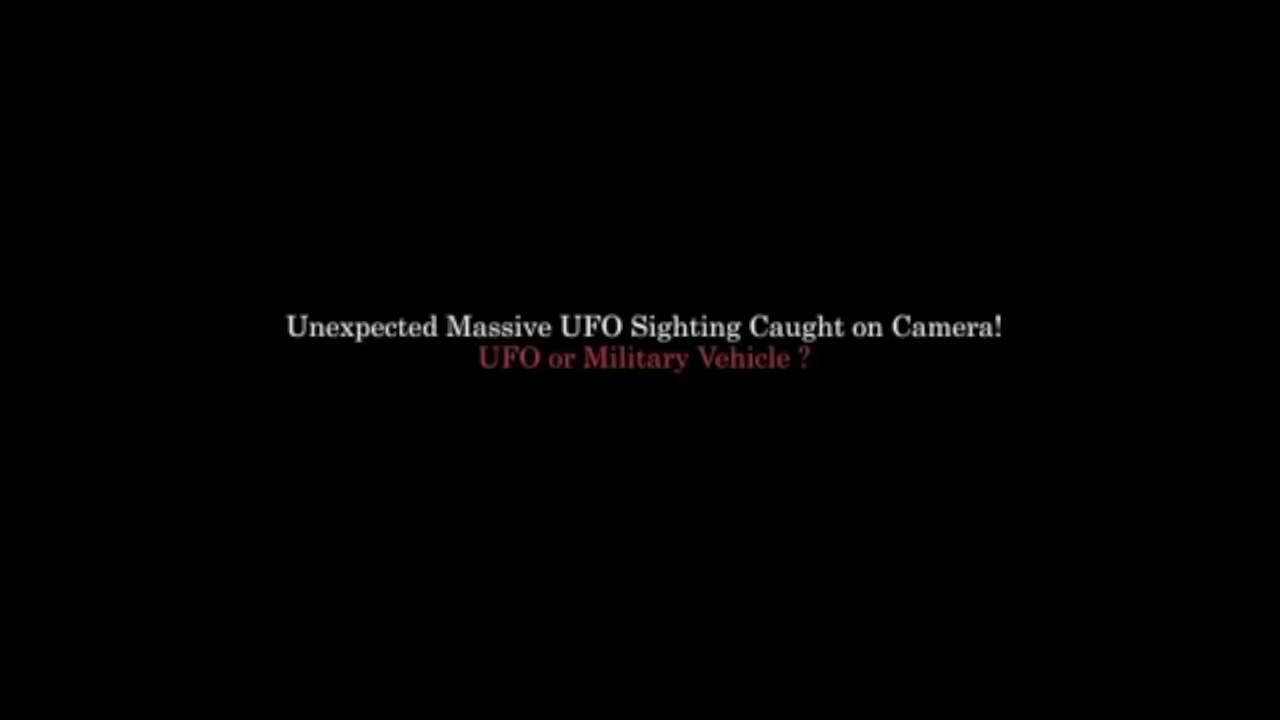 Unexpected Massive UFO Sighting Caught on Camera!
UFO or Military Vehicle ?